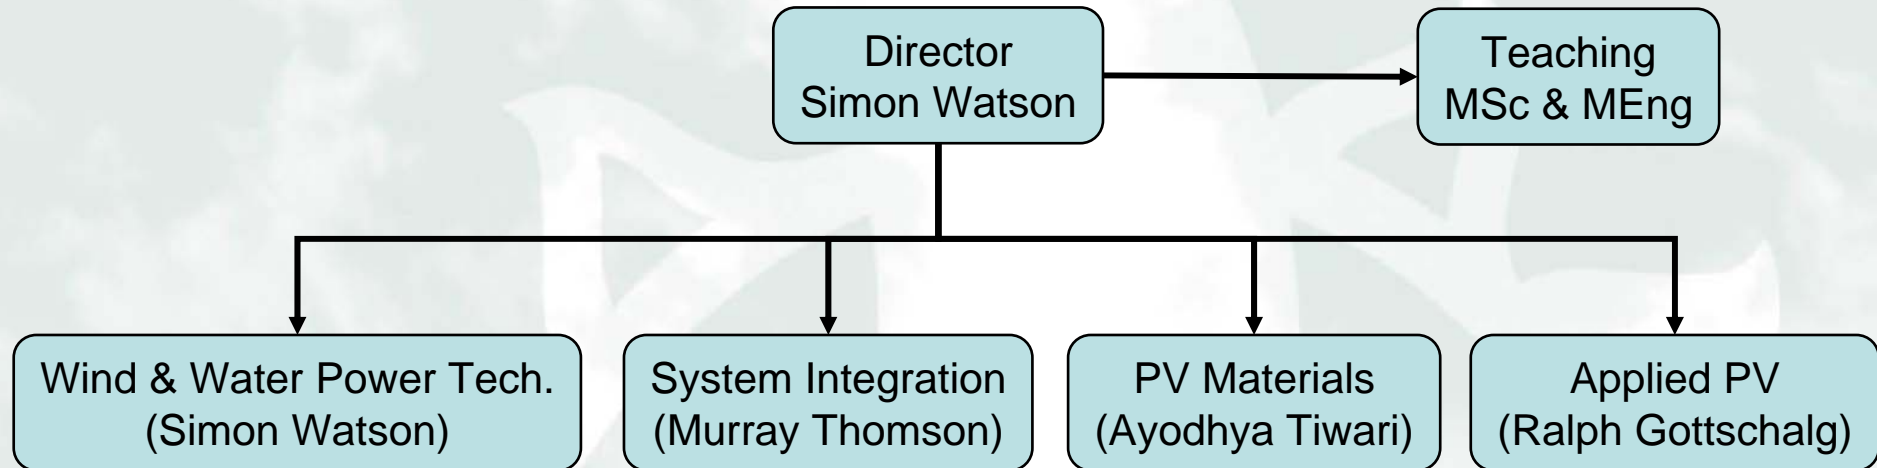 Director
Simon Watson
Teaching
MSc & MEng
Wind & Water Power Tech.
(Simon Watson)
System Integration
(Murray Thomson)
PV Materials
(Ayodhya Tiwari)
Applied PV
(Ralph Gottschalg)